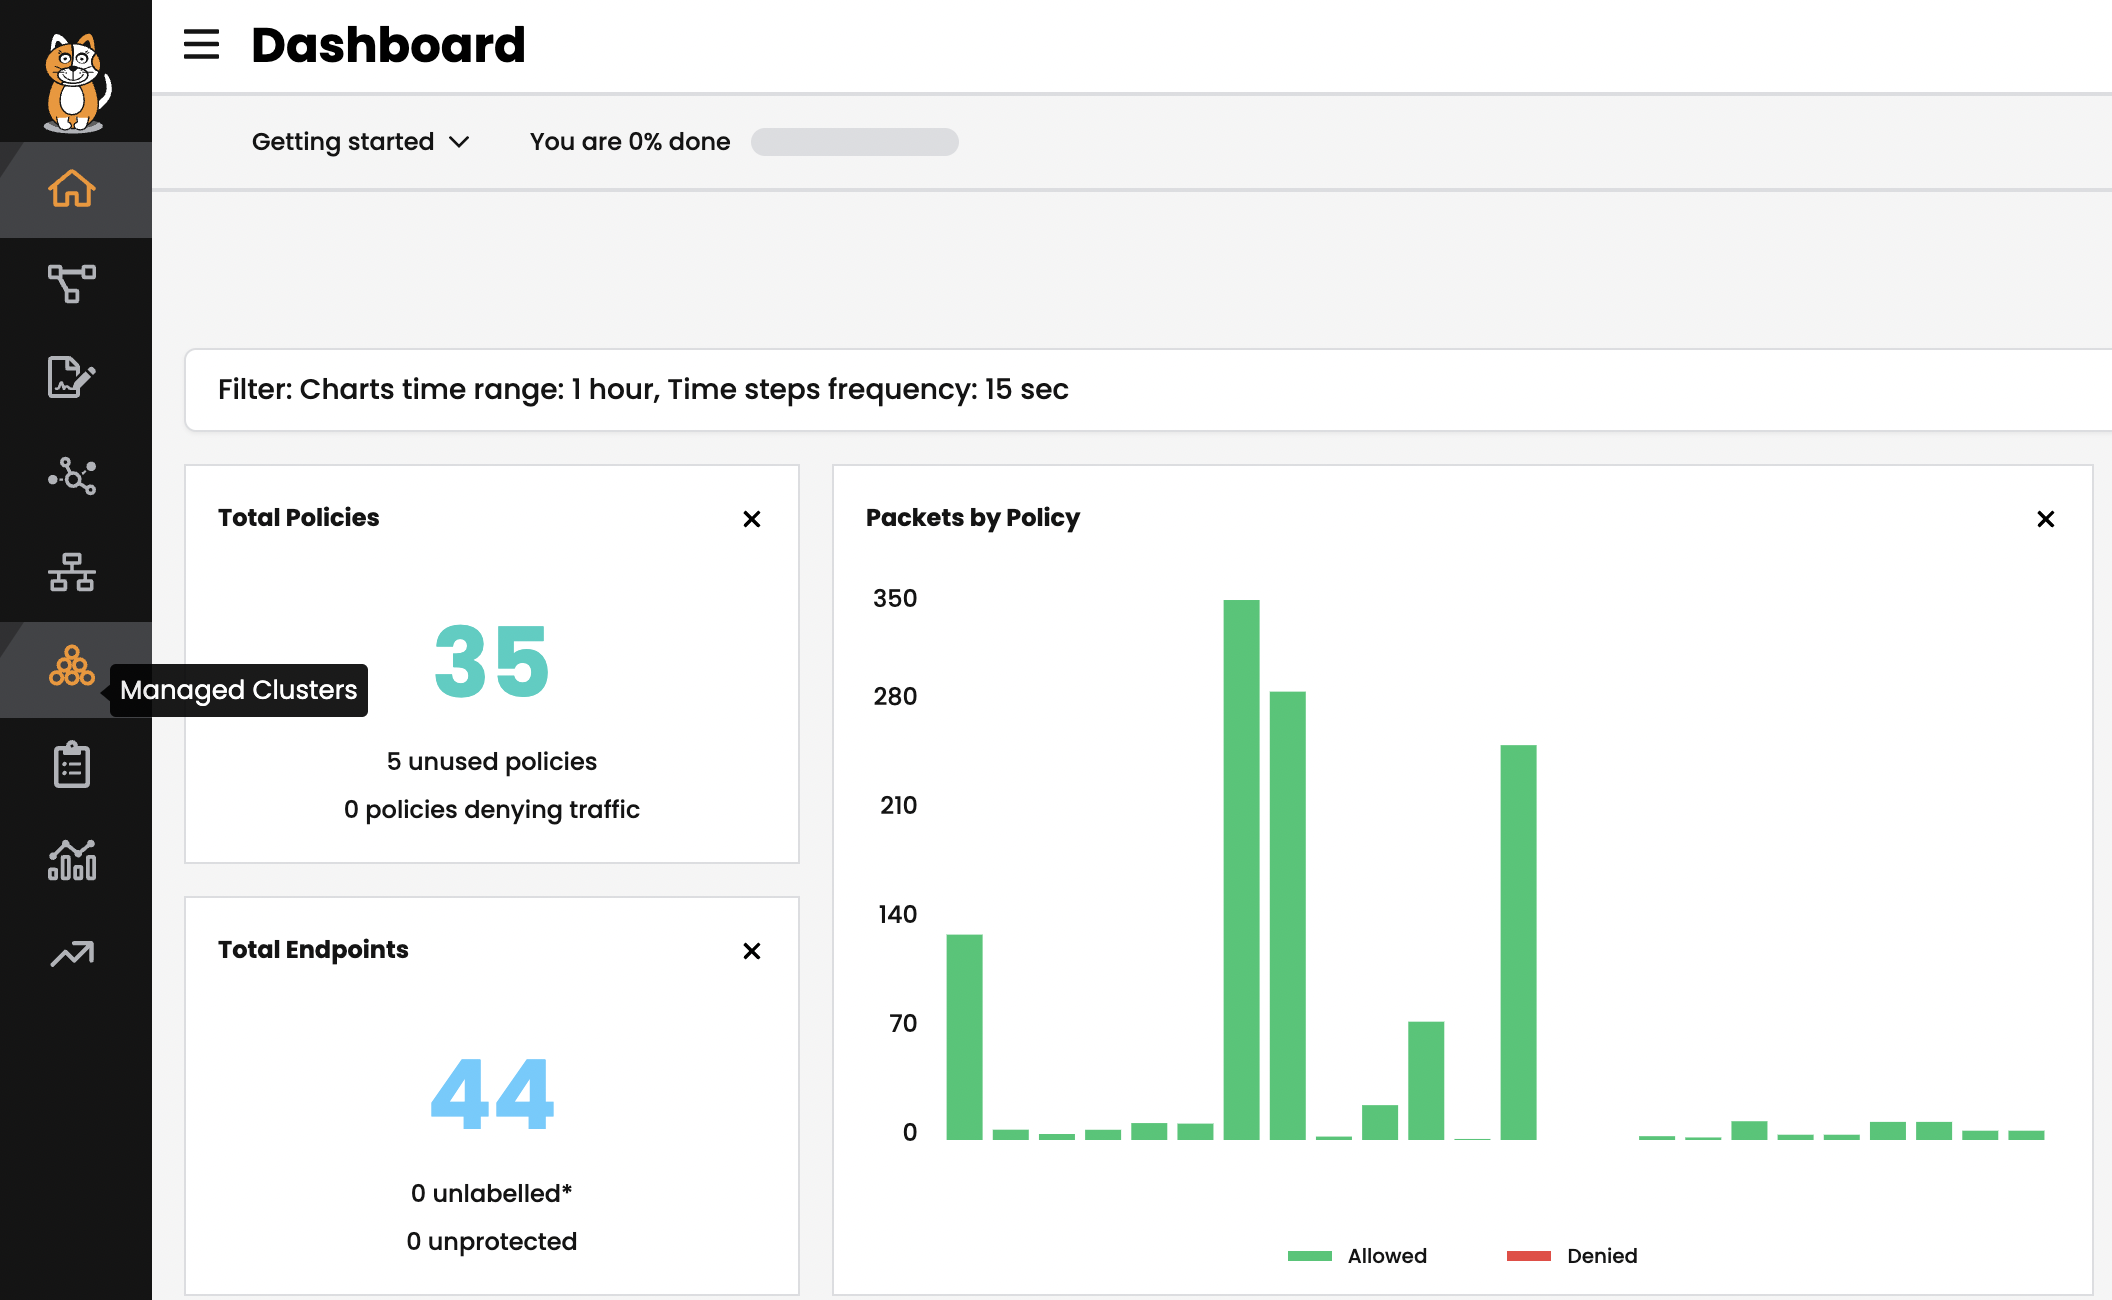 Dashboard
Getting started
You are 0% done
Filter: Charts time range: 1 hour, Time steps frequency: 15 sec
Managed Clusters
Total Policies
35
5 unused policies
0 policies denying traffic
Total Endpoints
44
0 unlabelled*
0 unprotected
Packets by Policy
350
280
210
140
70
0
Allowed
Denied